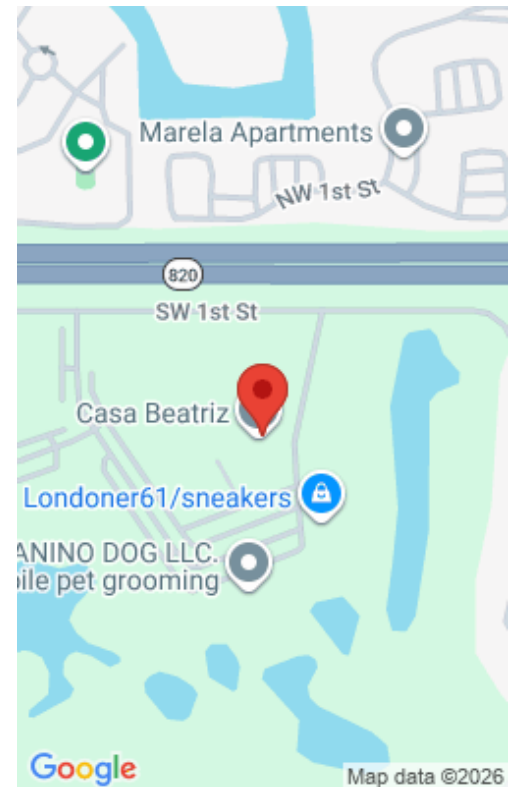 Marela Apartments
NW 1st St
820
SW 1st St
Casa Beatriz
Londoner61/sneakers
ANINO DOG LLC.
bile pet grooming
Google
Map data ©2026